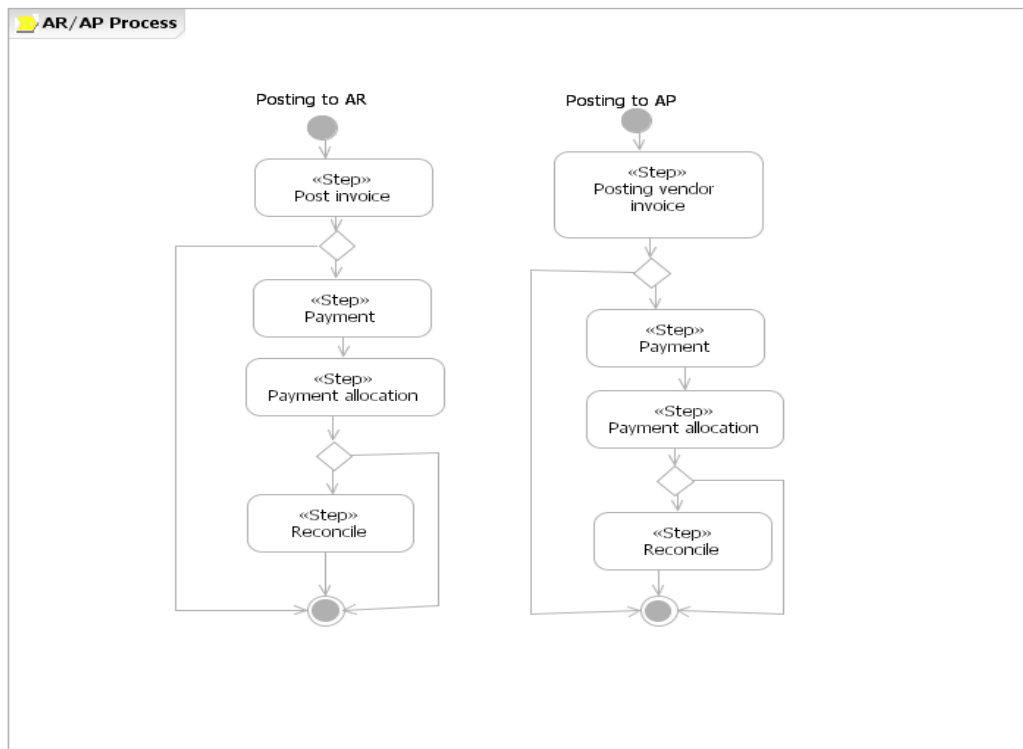 AR/AP Process
Posting to AR
«Step»
Post invoice
«Step»
Payment
«Step»
Payment allocation
«Step»
Reconcile
Posting to AP
«Step»
Posting vendor
invoice
«Step»
Payment
«Step»
Payment allocation
«Step»
Reconcile